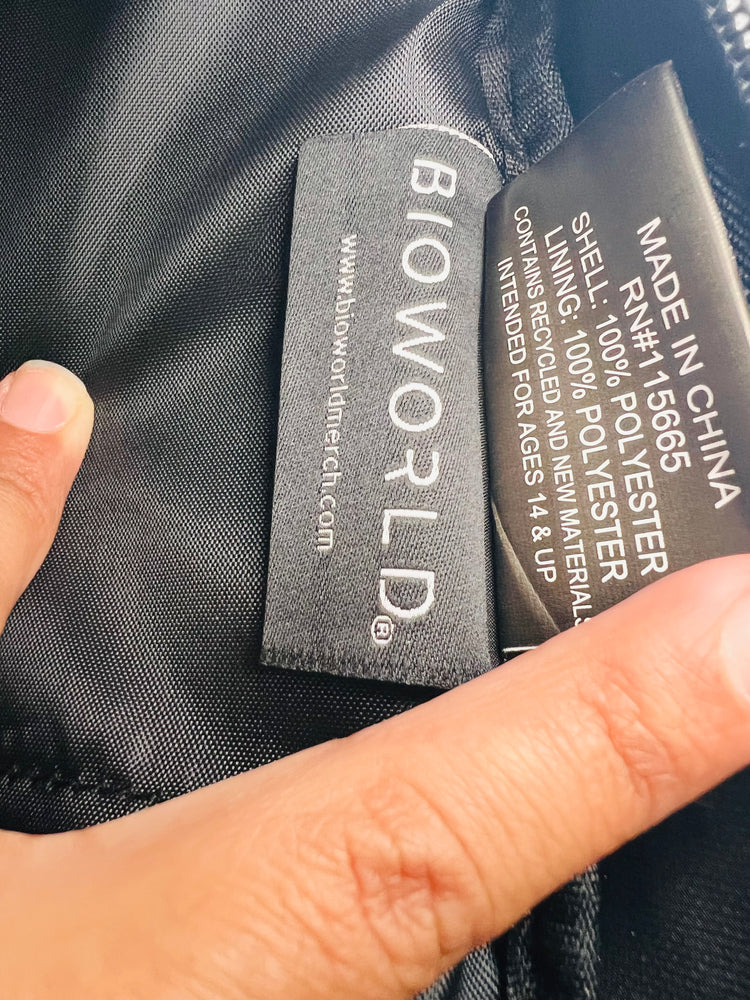 BIOWORLD®
www.bioworldmerch.com
MADE IN CHINA
RN#115665
SHELL: 100% POLYESTER
LINING: 100% POLYESTER
CONTAINS RECYCLED AND NEW MATERIALS
INTENDED FOR AGES 14 & UP